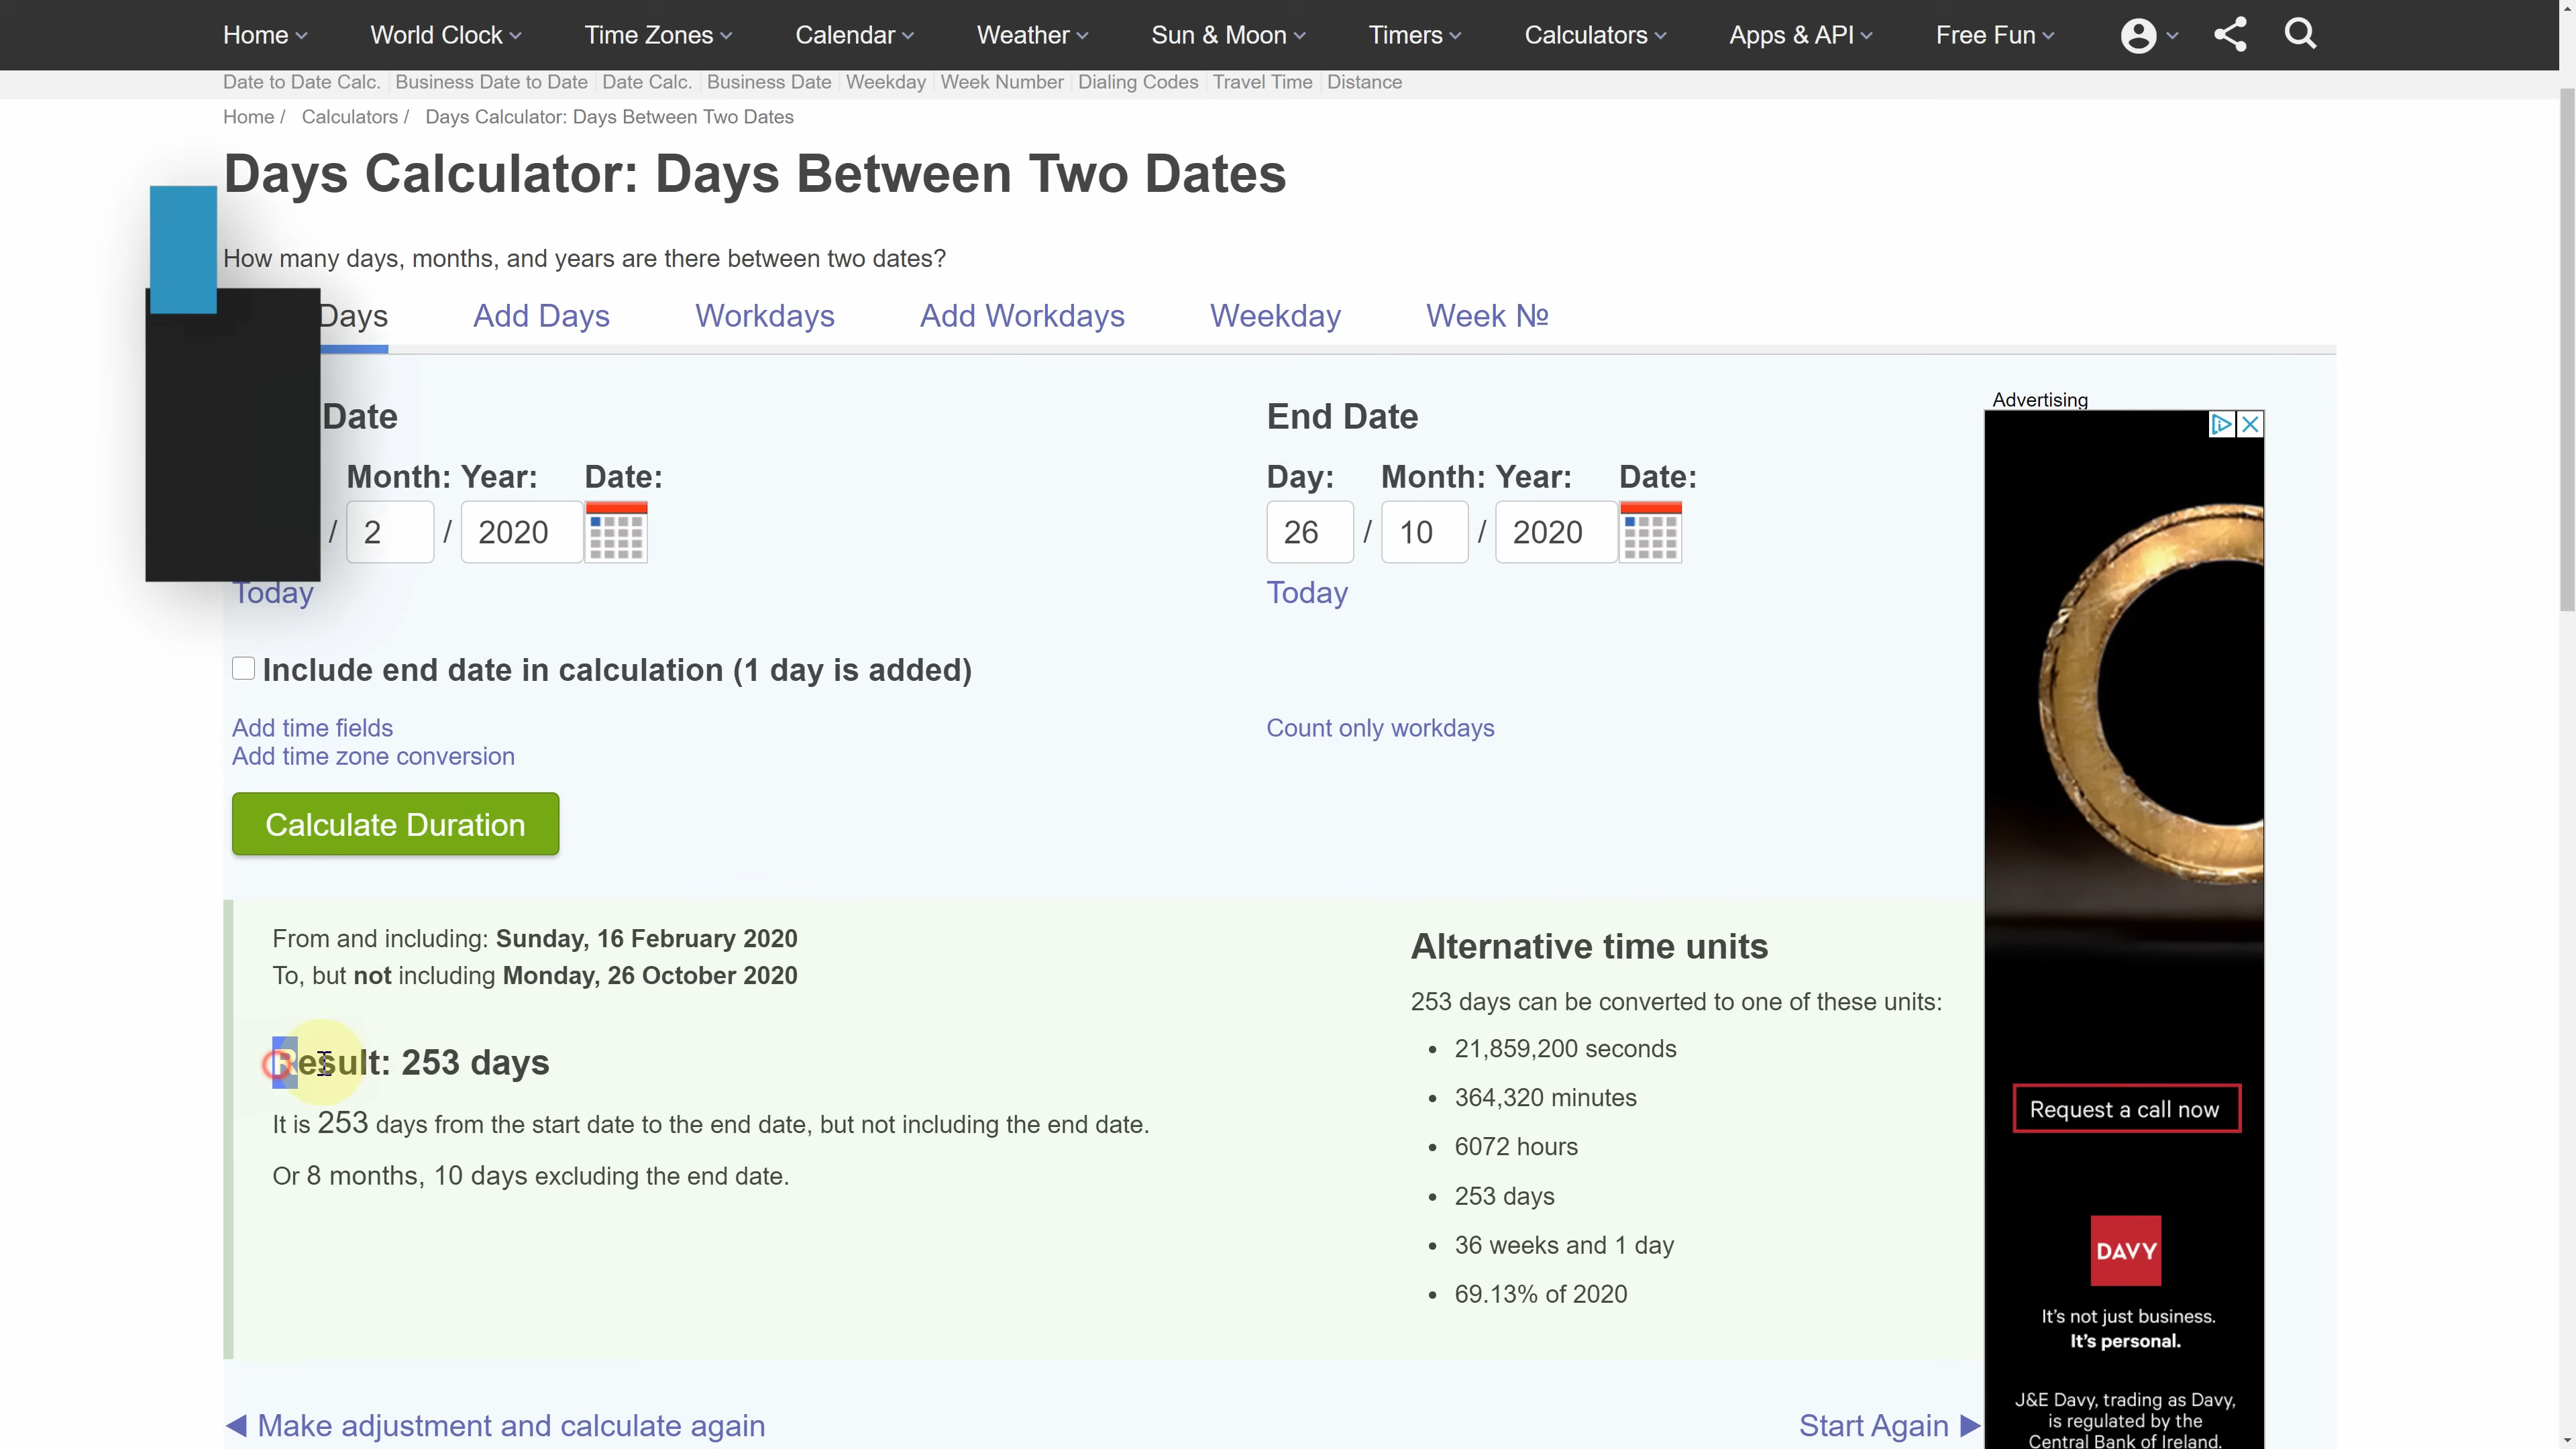 Home World Clock Time Zones Calendar Weather Sun & Moon Timers Calculators Apps & API Free Fun
Date to Date Calc. Business Date to Date Date Calc. Business Date Weekday Week Number Dialing Codes Travel Time Distance
Home / Calculators / Days Calculator: Days Between Two Dates
Days Calculator: Days Between Two Dates
How many days, months, and years are there between two dates?
Days Add Days Workdays Add Workdays Weekday Week №
Date
Month: Year: Date:
/ 2 / 2020
Today
End Date
Day: Month: Year: Date:
26 / 10 / 2020
Today
Include end date in calculation (1 day is added)
Add time fields
Add time zone conversion
Count only workdays
Calculate Duration
From and including: Sunday, 16 February 2020
To, but not including Monday, 26 October 2020
Result: 253 days
It is 253 days from the start date to the end date, but not including the end date.
Or 8 months, 10 days excluding the end date.
Alternative time units
253 days can be converted to one of these units:
• 21,859,200 seconds
• 364,320 minutes
• 6072 hours
• 253 days
• 36 weeks and 1 day
• 69.13% of 2020
Make adjustment and calculate again
Start Again
Advertising
Request a call now
DAVY
It's not just business.
It's personal.
J&E Davy, trading as Davy,
is regulated by the
Central Bank of Ireland.